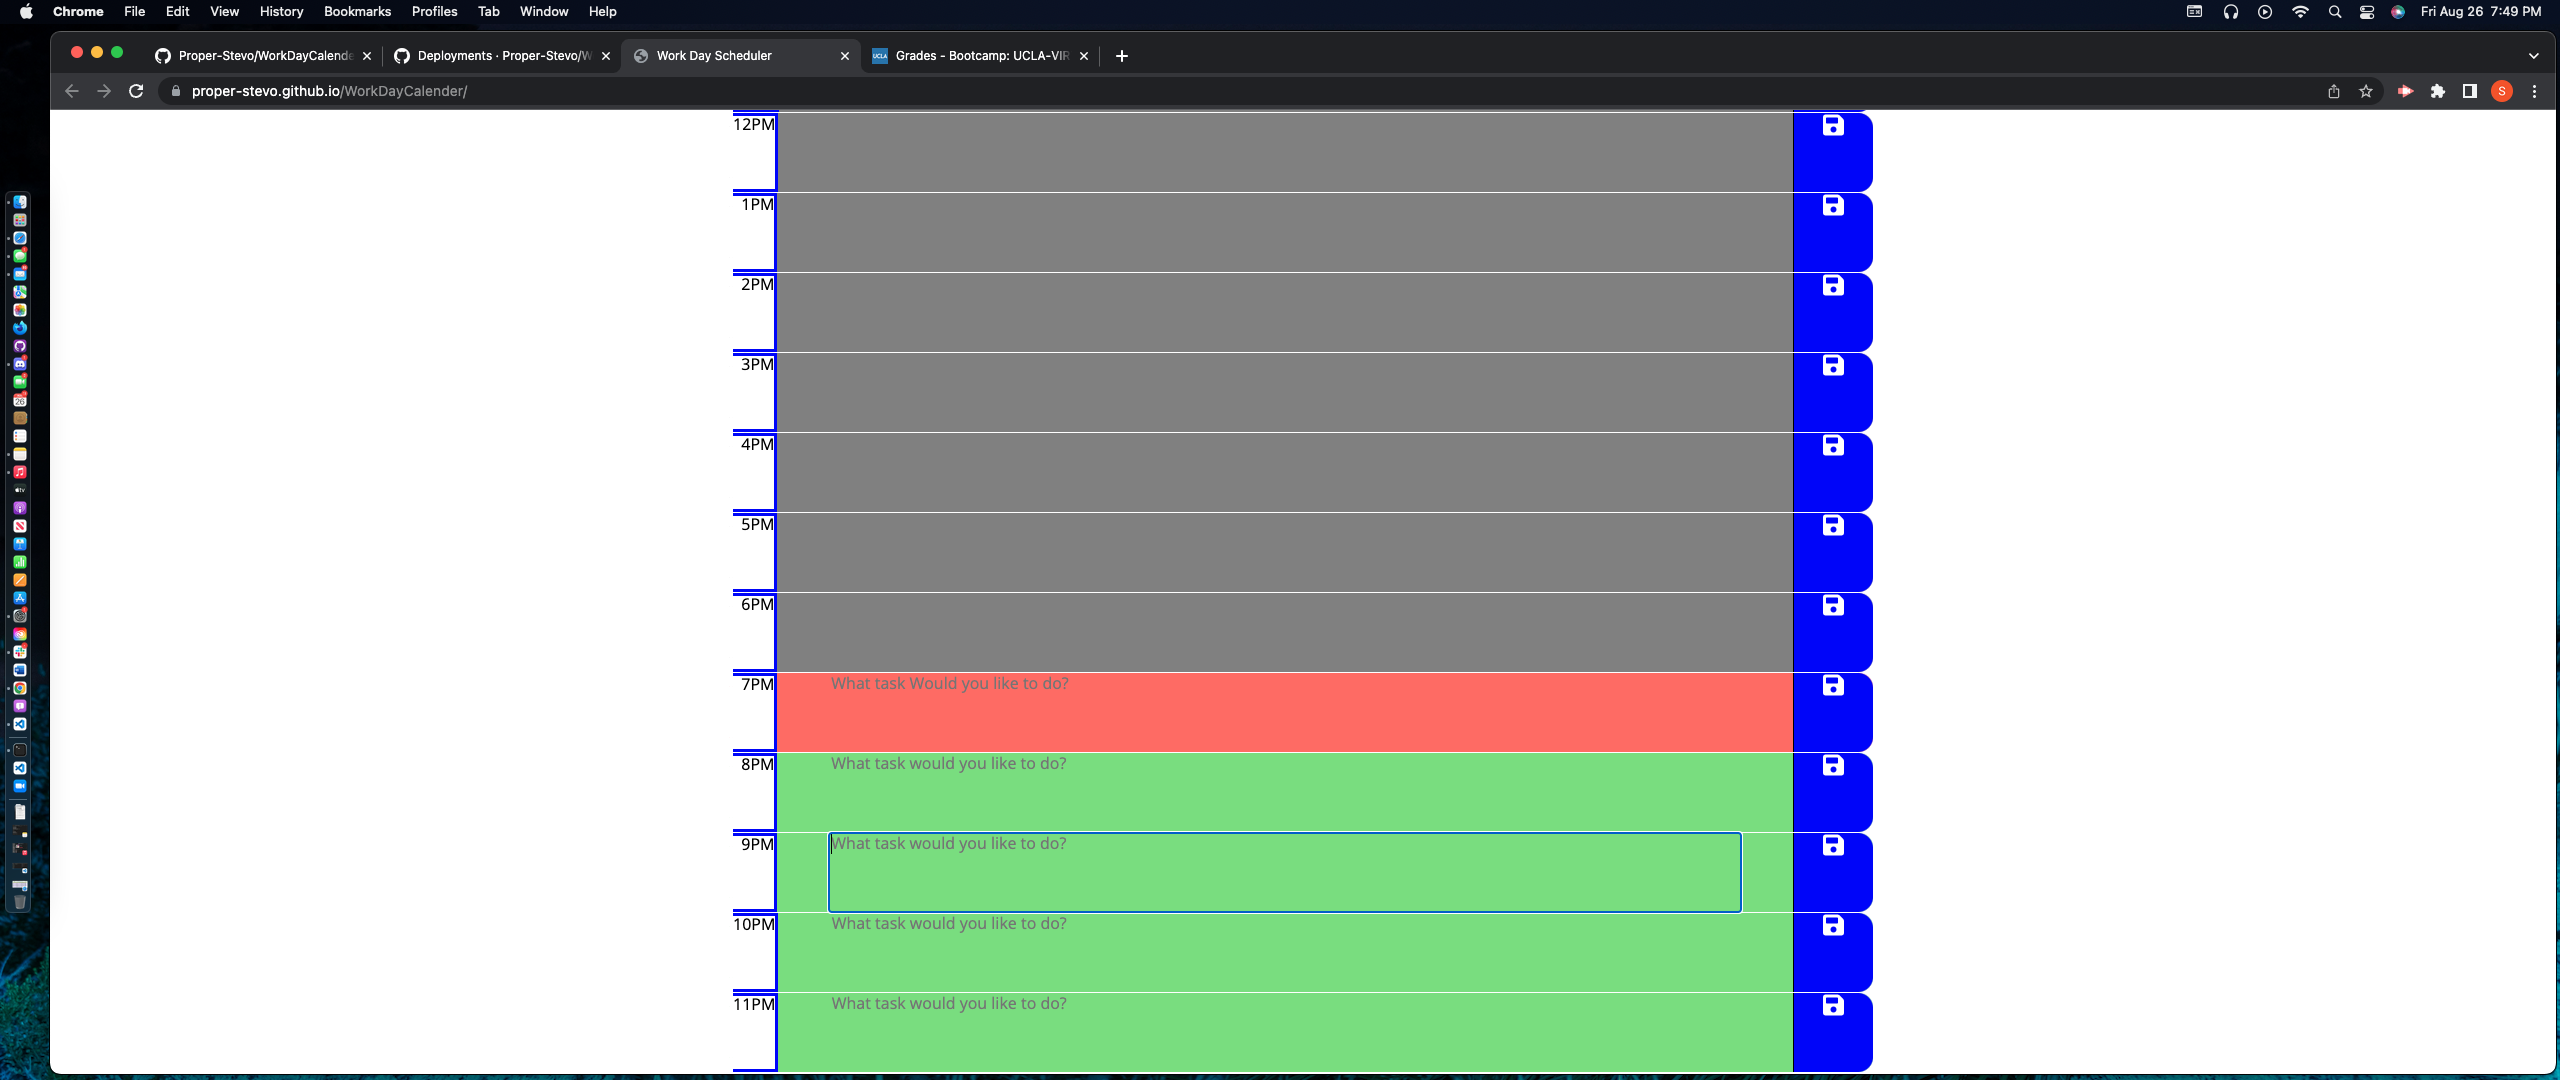 Chrome File Edit View History Bookmarks Profiles Tab Window Help Fri Aug 26 7:49 PM
Proper-Stevo/WorkDayCalende Deployments · Proper-Stevo/W Work Day Scheduler UCLA Grades - Bootcamp: UCLA-VIR
proper-stevo.github.io/WorkDayCalender/ S
12PM
1PM
2PM
3PM
4PM
5PM
6PM
7PM What task Would you like to do?
8PM What task would you like to do?
9PM What task would you like to do?
10PM What task would you like to do?
11PM What task would you like to do?